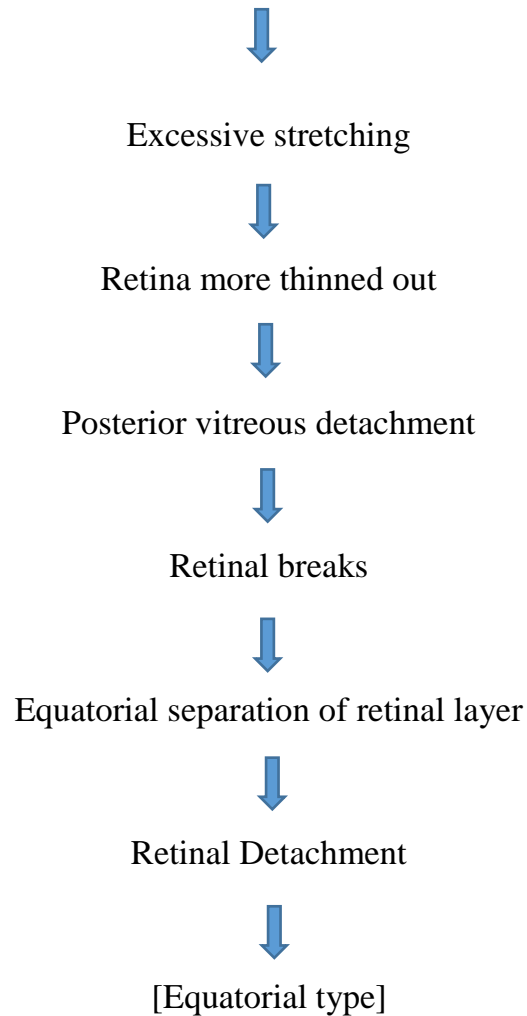 Excessive stretching
Retina more thinned out
Posterior vitreous detachment
Retinal breaks
Equatorial separation of retinal layer
Retinal Detachment
[Equatorial type]